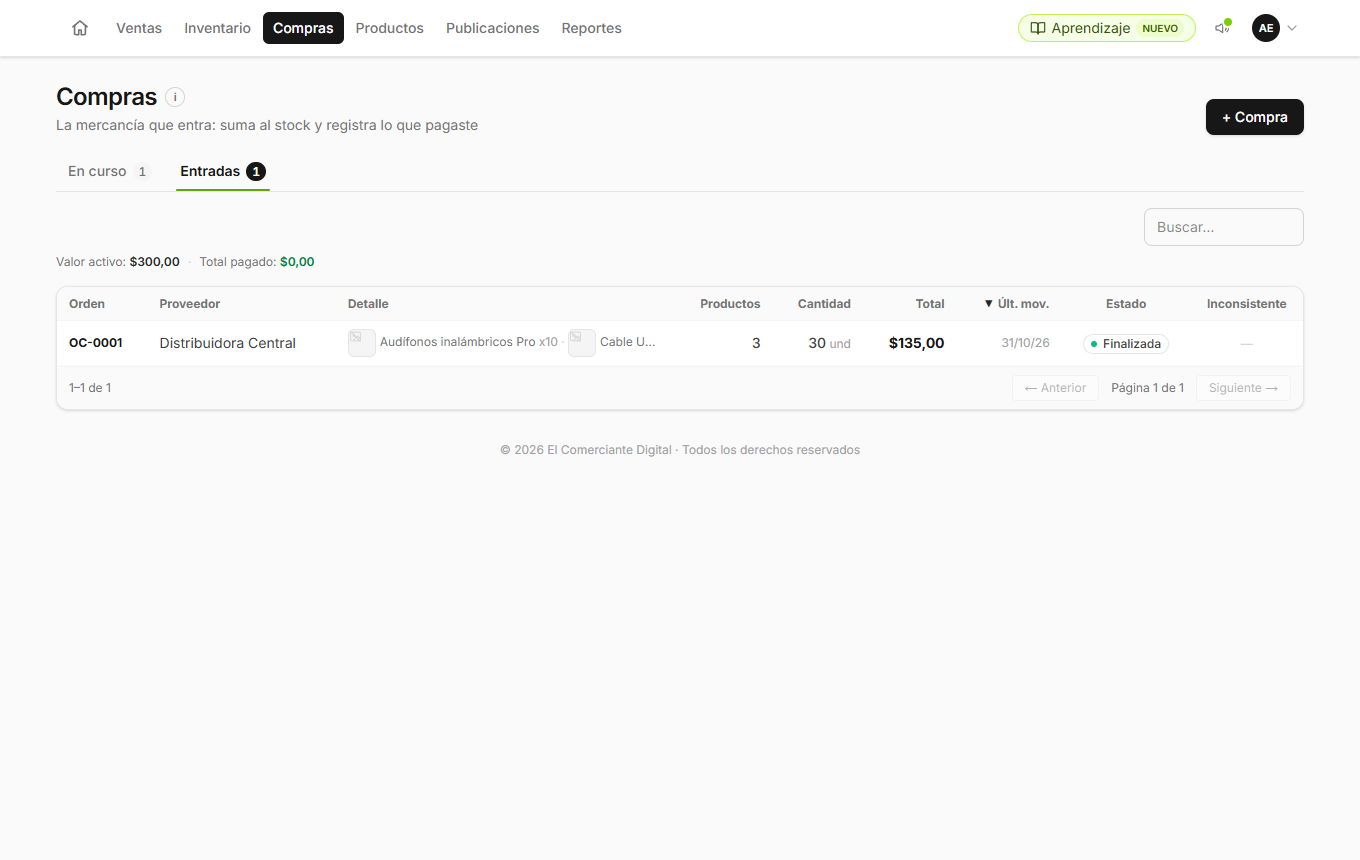 Ventas Inventario Compras Productos Publicaciones Reportes Aprendizaje NUEVO AE
Compras i
La mercancía que entra: suma al stock y registra lo que pagaste
+ Compra
En curso 1 Entradas 1
Buscar...
Valor activo: $300,00 · Total pagado: $0,00
Orden Proveedor Detalle Productos Cantidad Total ▼ Últ. mov. Estado Inconsistente
OC-0001 Distribuidora Central Audífonos inalámbricos Pro x10 · Cable U... 3 30 und $135,00 31/10/26 Finalizada —
1–1 de 1 ← Anterior Página 1 de 1 Siguiente →
© 2026 El Comerciante Digital · Todos los derechos reservados